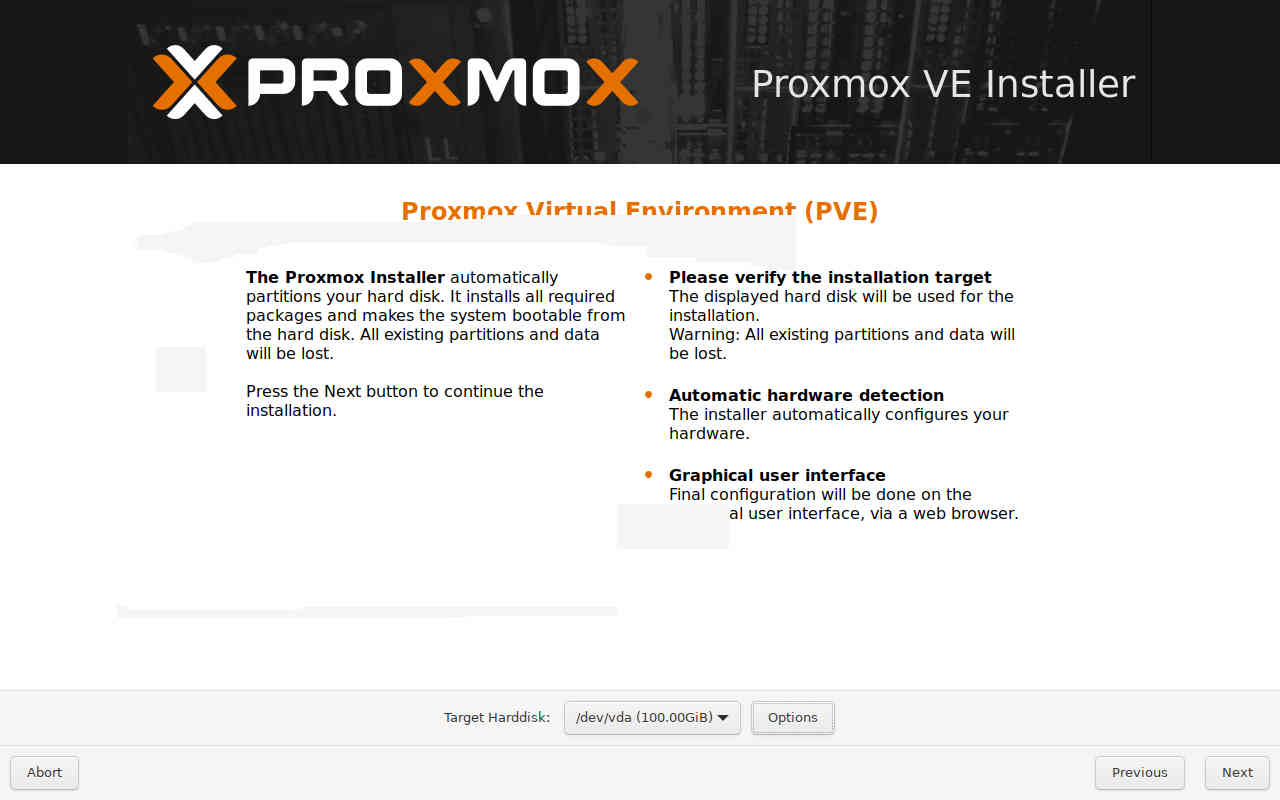 PROXMOX
Proxmox VE Installer
Proxmox Virtual Environment (PVE)
The Proxmox Installer automatically
partitions your hard disk. It installs all required
packages and makes the system bootable from
the hard disk. All existing partitions and data
will be lost.
Press the Next button to continue the
installation.
Please verify the installation target
The displayed hard disk will be used for the
installation.
Warning: All existing partitions and data will
be lost.
Automatic hardware detection
The installer automatically configures your
hardware.
Graphical user interface
Final configuration will be done on the
al user interface, via a web browser.
Target Harddisk: /dev/vda (100.00GiB) Options
Abort Previous Next